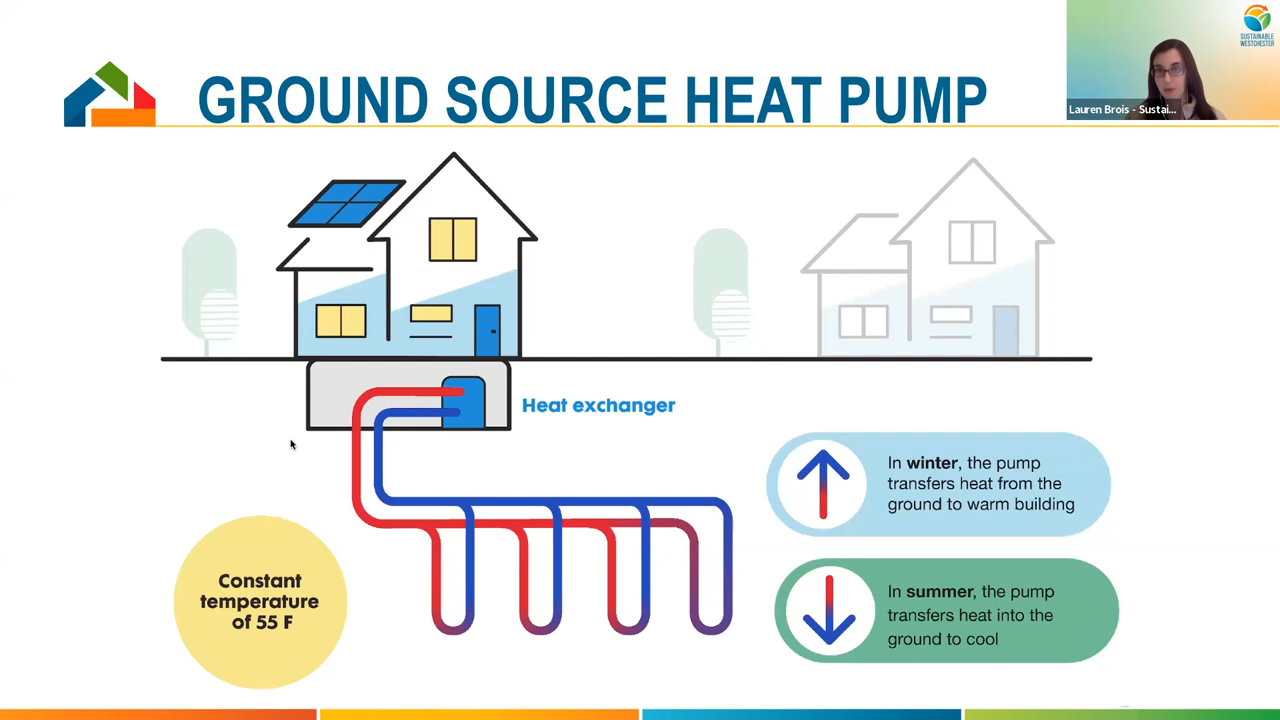 GROUND SOURCE HEAT PUMP
SUSTAINABLE
WESTCHESTER
Lauren Brois - Sustai...
Heat exchanger
In winter, the pump
transfers heat from the
ground to warm building
Constant
temperature
of 55 F
In summer, the pump
transfers heat into the
ground to cool